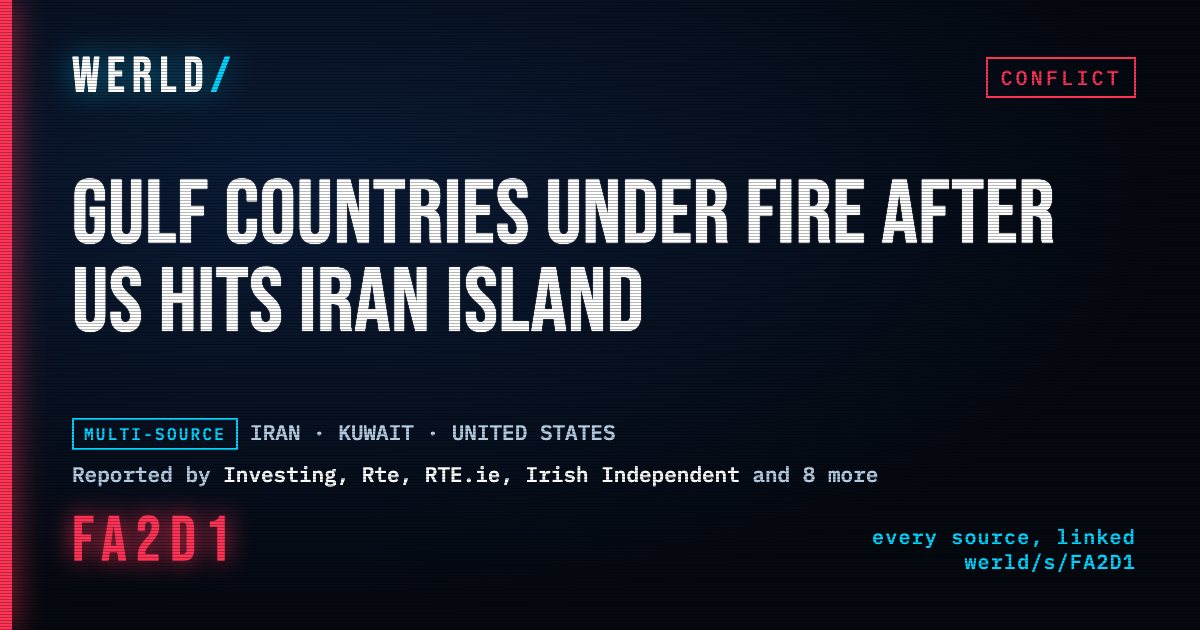 WERLD/
CONFLICT
GULF COUNTRIES UNDER FIRE AFTER
US HITS IRAN ISLAND
MULTI-SOURCE IRAN · KUWAIT · UNITED STATES
Reported by Investing, Rte, RTE.ie, Irish Independent and 8 more
FA2D1
every source, linked
werld/s/FA2D1